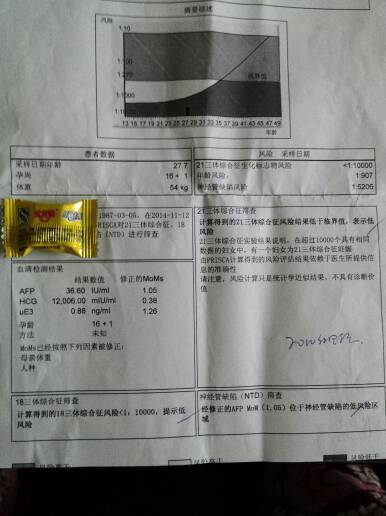 摘要综述
风险
1:10
1:100
1:270
1:1000
临界值
13 15 17 19 21 23 25 27 29 31 33 35 37 39 41 43 45 47 49
年龄
患者数据
采样日期年龄 27.7
孕周 16 + 1
体重 54 kg
风险 采样日期
21三体综合征生化标志物风险 <1:10000
年龄风险: 1:907
神经管缺陷风险 1:5206
1987-03-05, 在2014-11-12
PRISCA对21三体综合征, 18
(NTD) 进行筛查
血清检测结果
结果数值 修正的MoMs
AFP 36.60 IU/ml 1.05
HCG 12,006.00 mIU/ml 0.38
uE3 0.88 ng/ml 1.26
孕龄 16 + 1
方法 未知
MoMs已经按照下列因素被修正:
母亲体重
人种
21三体综合征筛查
计算得到的21三体综合征风险结果低于临界值, 表示低
风险
21三体综合征实验结果说明, 在超过10000个具有相同
数据的妇女中, 有一个妇女为21三体综合征妊娠
由PRISCA计算得到的风险评估结果依赖于医生所提供信
息的准确性
请注意, 风险计算只是统计学近似结果, 不具有诊断价
值
18三体综合征筛查
计算得到的18三体综合征风险<1: 10000, 提示低
风险
神经管缺陷 (NTD) 筛查
经修正的AFP MoM (1.05) 位于神经管缺陷的低风险区
域
风险高于
风险高于
风险低于